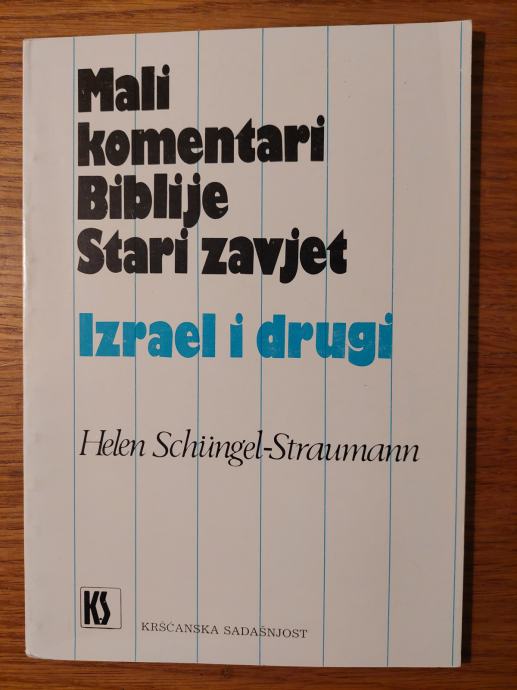 Mali
komentari
Biblije
Stari zavjet
Izrael i drugi
Helen Schüngel-Straumann
KS
KRŠĆANSKA SADAŠNJOST